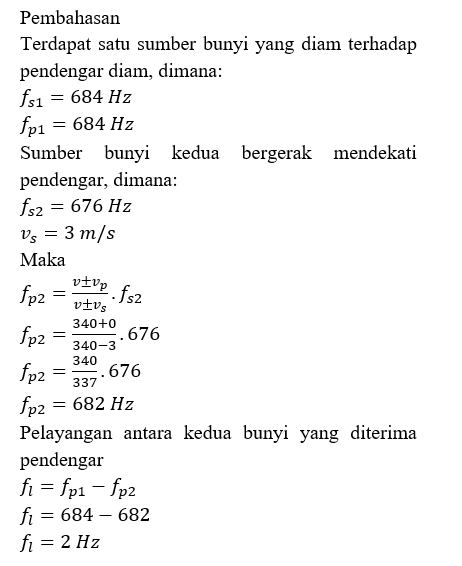 Pembahasan
Terdapat satu sumber bunyi yang diam terhadap
pendengar diam, dimana:
f_{s1} = 684 Hz
f_{p1} = 684 Hz
Sumber bunyi kedua bergerak mendekati
pendengar, dimana:
f_{s2} = 676 Hz
v_s = 3 m/s
Maka
f_{p2} = \frac{v±v_p}{v±v_s} . f_{s2}
f_{p2} = \frac{340+0}{340−3} . 676
f_{p2} = \frac{340}{337} . 676
f_{p2} = 682 Hz
Pelayangan antara kedua bunyi yang diterima
pendengar
f_l = f_{p1} − f_{p2}
f_l = 684 − 682
f_l = 2 Hz